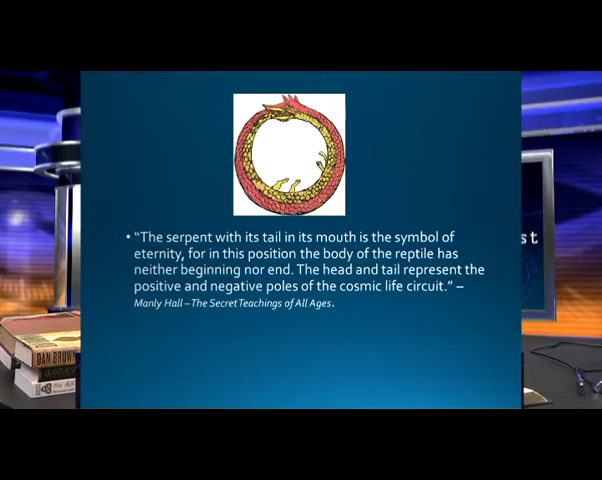 • “The serpent with its tail in its mouth is the symbol of
eternity, for in this position the body of the reptile has
neither beginning nor end. The head and tail represent the
positive and negative poles of the cosmic life circuit.” –
Manly Hall – The Secret Teachings of All Ages.
st
DAN BROWN
The